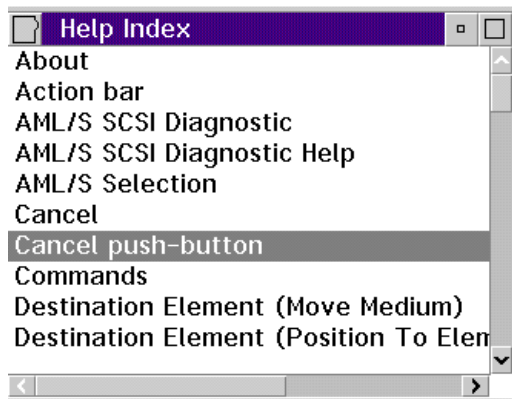 Help Index
About
Action bar
AML/S SCSI Diagnostic
AML/S SCSI Diagnostic Help
AML/S Selection
Cancel
Cancel push-button
Commands
Destination Element (Move Medium)
Destination Element (Position To Elem